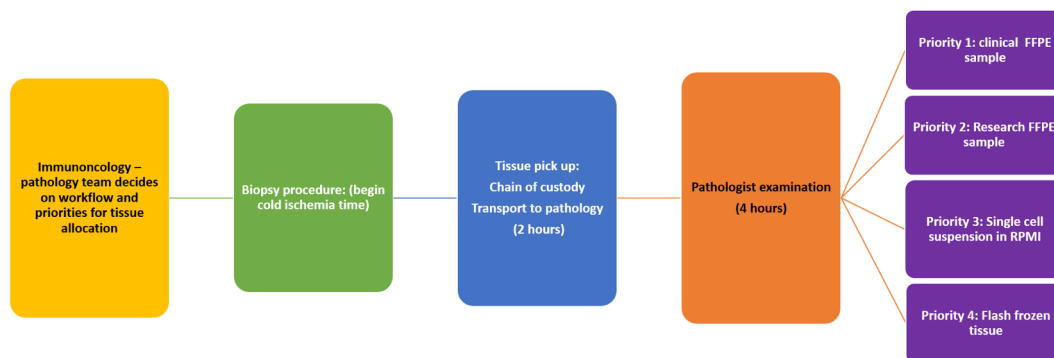 Immunoncology –
pathology team decides
on workflow and
priorities for tissue
allocation
Biopsy procedure: (begin
cold ischemia time)
Tissue pick up:
Chain of custody
Transport to pathology
(2 hours)
Pathologist examination
(4 hours)
Priority 1: clinical FFPE
sample
Priority 2: Research FFPE
sample
Priority 3: Single cell
suspension in RPMI
Priority 4: Flash frozen
tissue